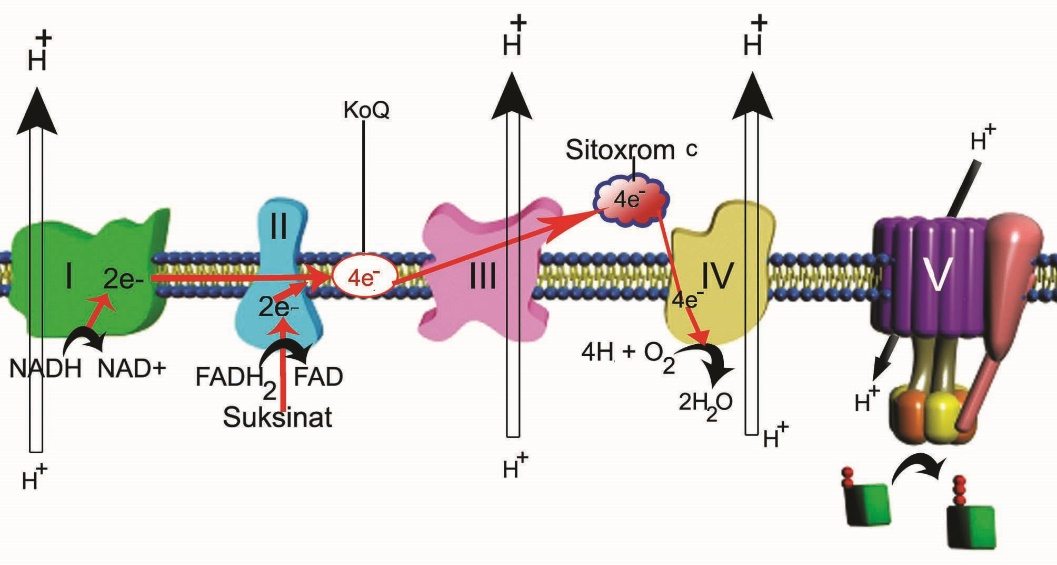 H+
H+
H+
KoQ
Sitoxrom c
H+
4e-
II
I
2e-
4e-
III
IV
V
2e-
4e-
NADH
NAD+
FADH2
FAD
4H + O2
2H2O
H+
Suksinat
H+
H+
H+